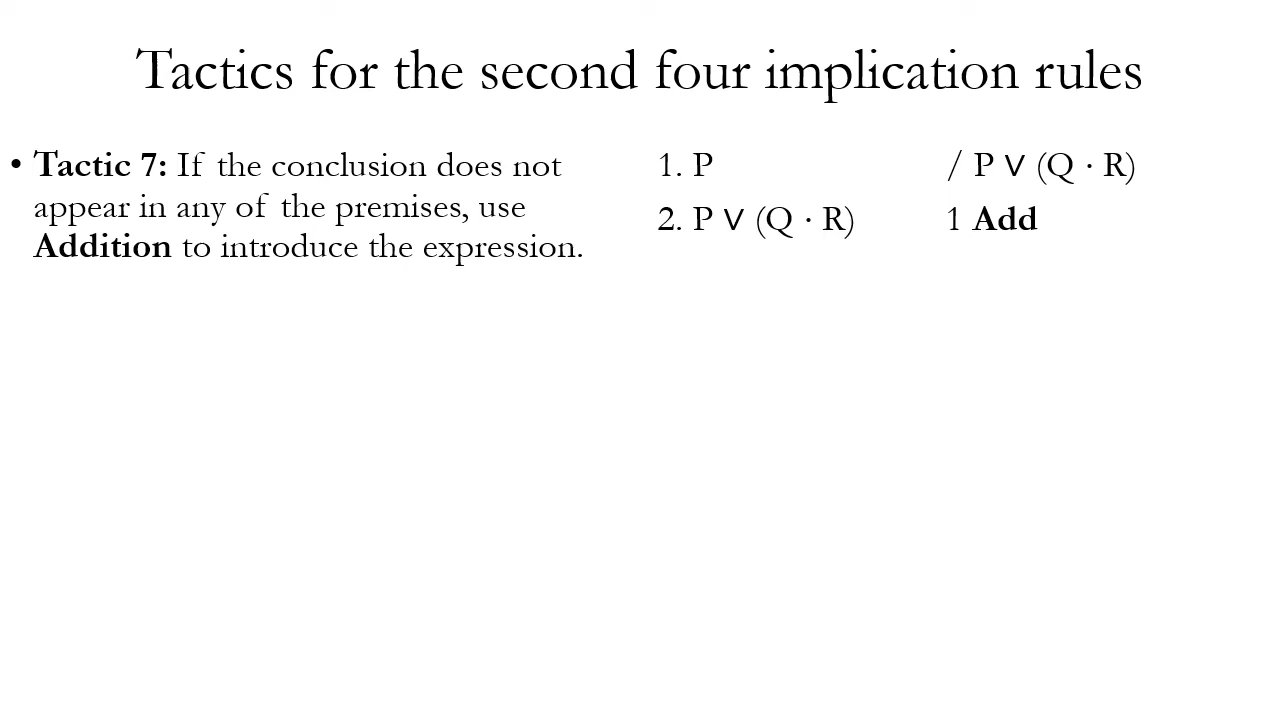 Tactics for the second four implication rules
• Tactic 7: If the conclusion does not
appear in any of the premises, use
Addition to introduce the expression.
1. P / P ∨ (Q · R)
2. P ∨ (Q · R) 1 Add